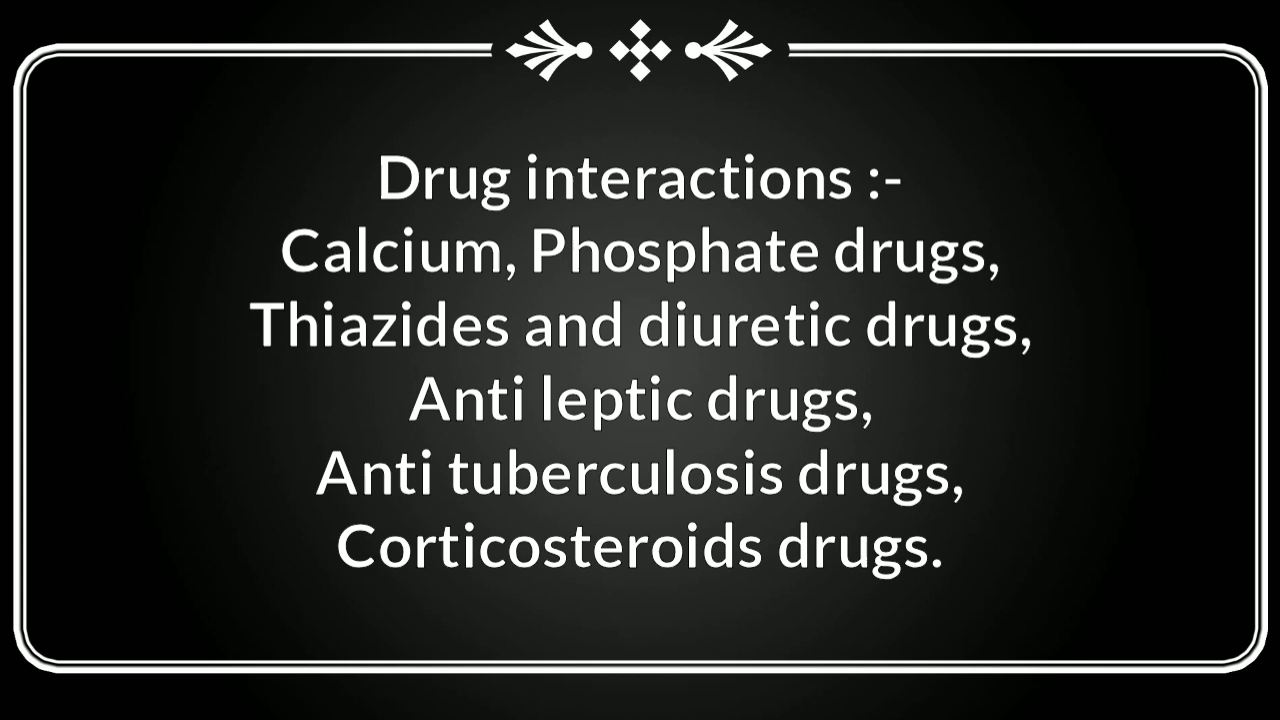 Drug interactions :-
Calcium, Phosphate drugs,
Thiazides and diuretic drugs,
Anti leptic drugs,
Anti tuberculosis drugs,
Corticosteroids drugs.